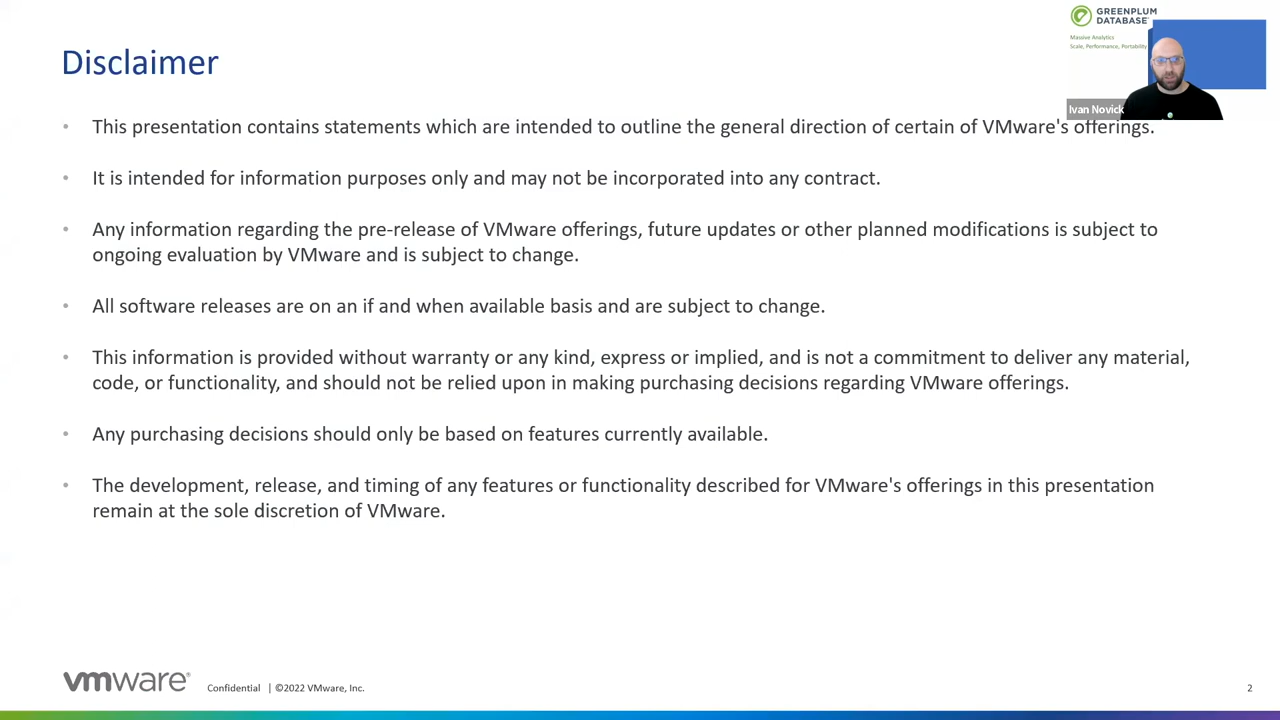 GREENPLUM
DATABASE
Massive Analytics
Scale, Performance, Portability
Disclaimer
Ivan Novick
• This presentation contains statements which are intended to outline the general direction of certain of VMware's offerings.
• It is intended for information purposes only and may not be incorporated into any contract.
• Any information regarding the pre-release of VMware offerings, future updates or other planned modifications is subject to
ongoing evaluation by VMware and is subject to change.
• All software releases are on an if and when available basis and are subject to change.
• This information is provided without warranty or any kind, express or implied, and is not a commitment to deliver any material,
code, or functionality, and should not be relied upon in making purchasing decisions regarding VMware offerings.
• Any purchasing decisions should only be based on features currently available.
• The development, release, and timing of any features or functionality described for VMware's offerings in this presentation
remain at the sole discretion of VMware.
vmware® Confidential | ©2022 VMware, Inc. 2